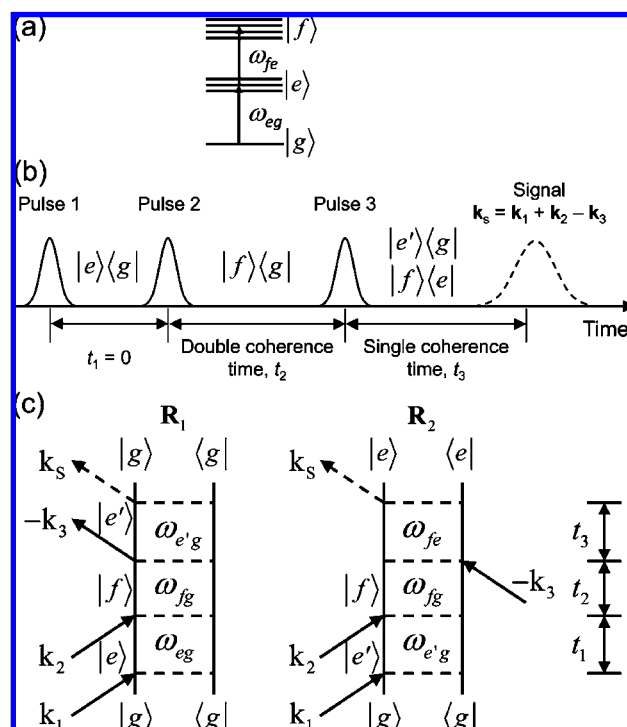 (a)
|f⟩
ω_fe
|e⟩
ω_eg
|g⟩
(b)
Signal
Pulse 1 Pulse 2 Pulse 3 k_s = k_1 + k_2 − k_3
|e'⟩⟨g|
|e⟩⟨g| |f⟩⟨g|
|f⟩⟨e|
Time
t_1 = 0 Double coherence time, t_2 Single coherence time, t_3
(c)
R_1 R_2
|g⟩ ⟨g| |e⟩ ⟨e|
k_S k_S
−k_3 |e'⟩ ω_e'g ω_fe t_3
|f⟩ ω_fg |f⟩ ω_fg −k_3 t_2
k_2 |e⟩ ω_eg k_2 |e'⟩ ω_e'g t_1
k_1 |g⟩ ⟨g| k_1 |g⟩ ⟨g|